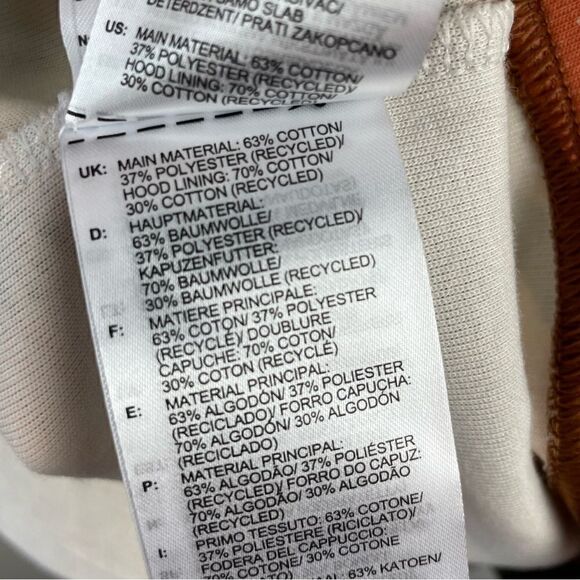 DETERDZENT/ PRATI ZAKOPCANO
US: MAIN MATERIAL: 63% COTTON/
37% POLYESTER (RECYCLED)/
HOOD LINING: 70% COTTON/
30% COTTON (RECYCLED)
UK: MAIN MATERIAL: 63% COTTON/
37% POLYESTER (RECYCLED)/
HOOD LINING: 70% COTTON/
30% COTTON (RECYCLED)
D: HAUPTMATERIAL:
63% BAUMWOLLE/
37% POLYESTER (RECYCLED)/
KAPUZENFUTTER:
70% BAUMWOLLE/
30% BAUMWOLLE (RECYCLED)
F: MATIERE PRINCIPALE:
63% COTON/ 37% POLYESTER
(RECYCLÉ)/ DOUBLURE
CAPUCHE: 70% COTON/
30% COTON (RECYCLÉ)
E: MATERIAL PRINCIPAL:
63% ALGODÓN/ 37% POLIESTER
(RECICLADO)/ FORRO CAPUCHA:
70% ALGODÓN/ 30% ALGODÓN
(RECICLADO)
P: MATERIAL PRINCIPAL:
63% ALGODÃO/ 37% POLIÉSTER
(RECYCLED)/ FORRO DO CAPUZ:
70% ALGODÃO/ 30% ALGODÃO
(RECYCLED)
I: PRIMO TESSUTO: 63% COTONE/
37% POLIESTERE (RICICLATO)/
FODERA DEL CAPPUCCIO:
70% COTONE/ 30% COTONE
63% KATOEN/